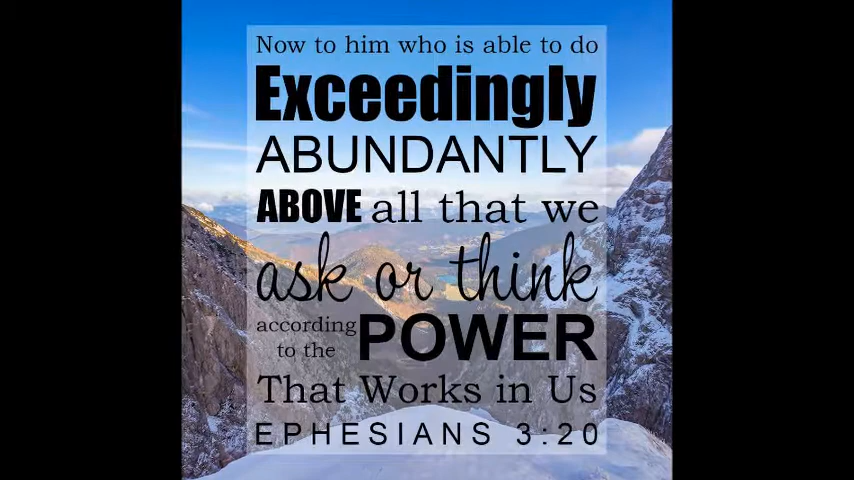 Now to him who is able to do
Exceedingly
ABUNDANTLY
ABOVE all that we
ask or think
according
to the POWER
That Works in Us
EPHESIANS 3:20